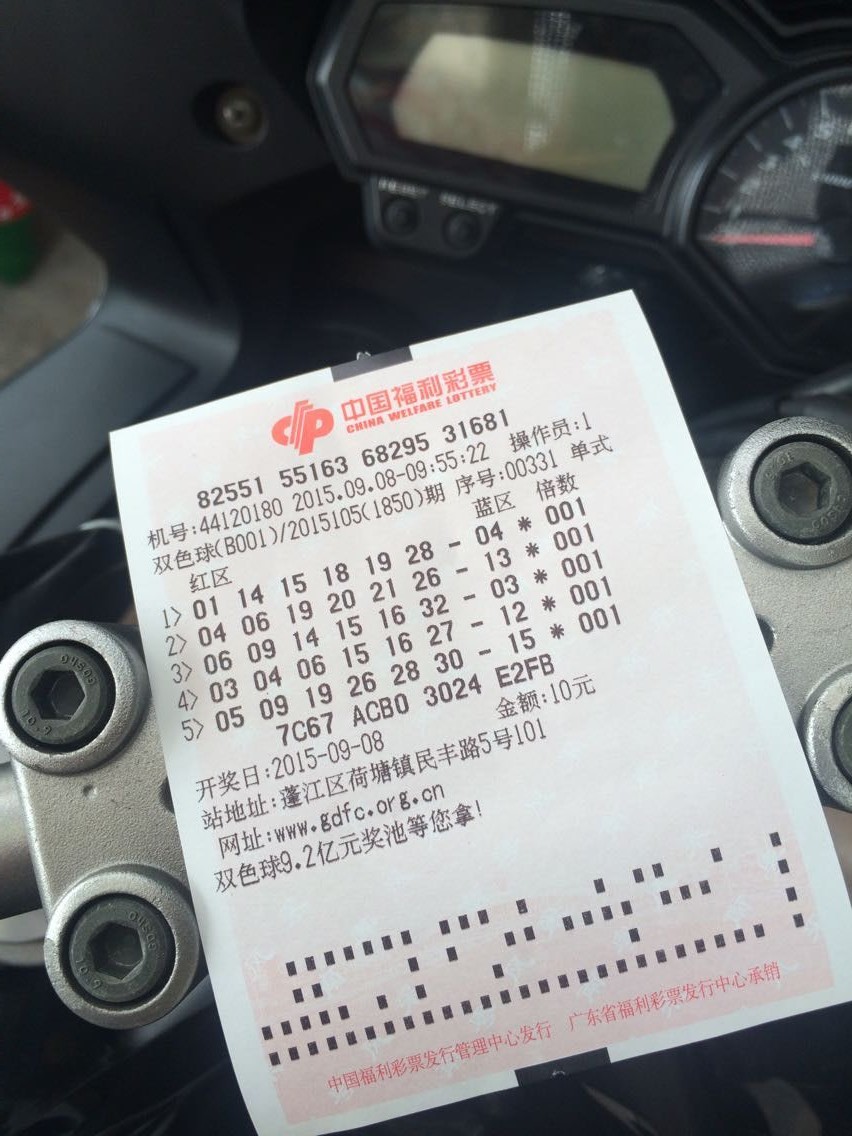 RESET SELECT
中国福利彩票
CHINA WELFARE LOTTERY
82551 55163 68295 31681
机号:44120180 2015.09.08-09:55:22 操作员:1
双色球(B001)/2015105(1850)期 序号:00331 单式
红区 蓝区 倍数
1> 01 14 15 18 19 28 - 04 * 001
2> 04 06 19 20 21 26 - 13 * 001
3> 06 09 14 15 16 32 - 03 * 001
4> 03 04 06 15 16 27 - 12 * 001
5> 05 09 19 26 28 30 - 15 * 001
7C67 ACB0 3024 E2FB
开奖日:2015-09-08 金额:10元
站地址:蓬江区荷塘镇民丰路5号101
网址:www.gdfc.org.cn
双色球9.2亿元奖池等您拿!
中国福利彩票发行管理中心发行 广东省福利彩票发行中心承销
10.9
10.9